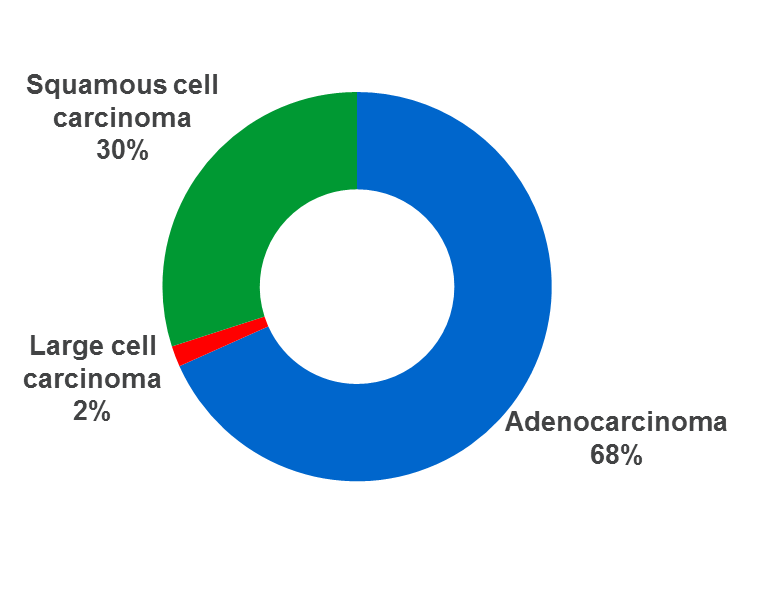 Squamous cell
carcinoma
30%
Large cell
carcinoma
2%
Adenocarcinoma
68%